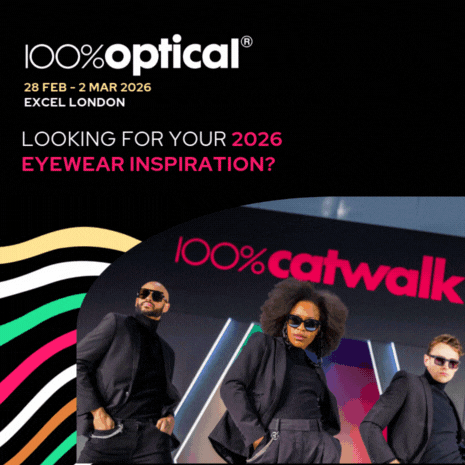 100%optical®
28 FEB - 2 MAR 2026
EXCEL LONDON
LOOKING FOR YOUR 2026
EYEWEAR INSPIRATION?
100%catwalk